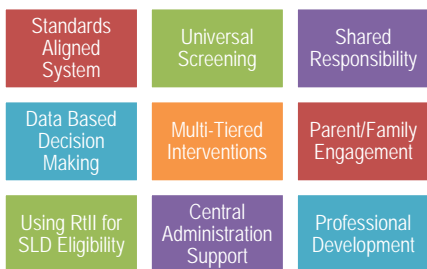 Standards
Aligned
System
Universal
Screening
Shared
Responsibility
Data Based
Decision
Making
Multi-Tiered
Interventions
Parent/Family
Engagement
Using RtII for
SLD Eligibility
Central
Administration
Support
Professional
Development